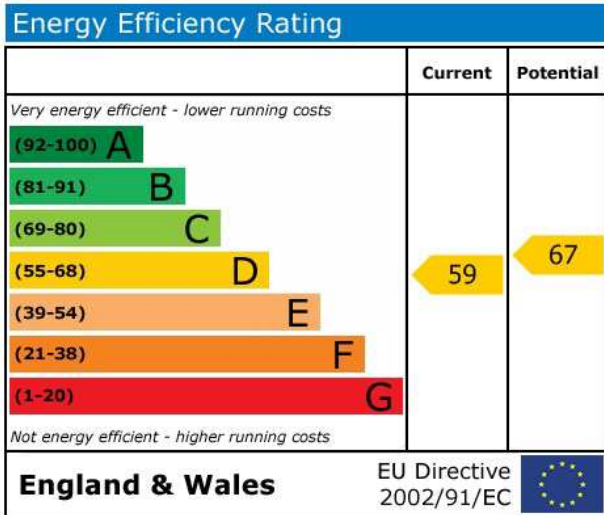 Energy Efficiency Rating
Current Potential
Very energy efficient - lower running costs
(92-100) A
(81-91) B
(69-80) C
(55-68) D
59
67
(39-54) E
(21-38) F
(1-20) G
Not energy efficient - higher running costs
England & Wales
EU Directive
2002/91/EC